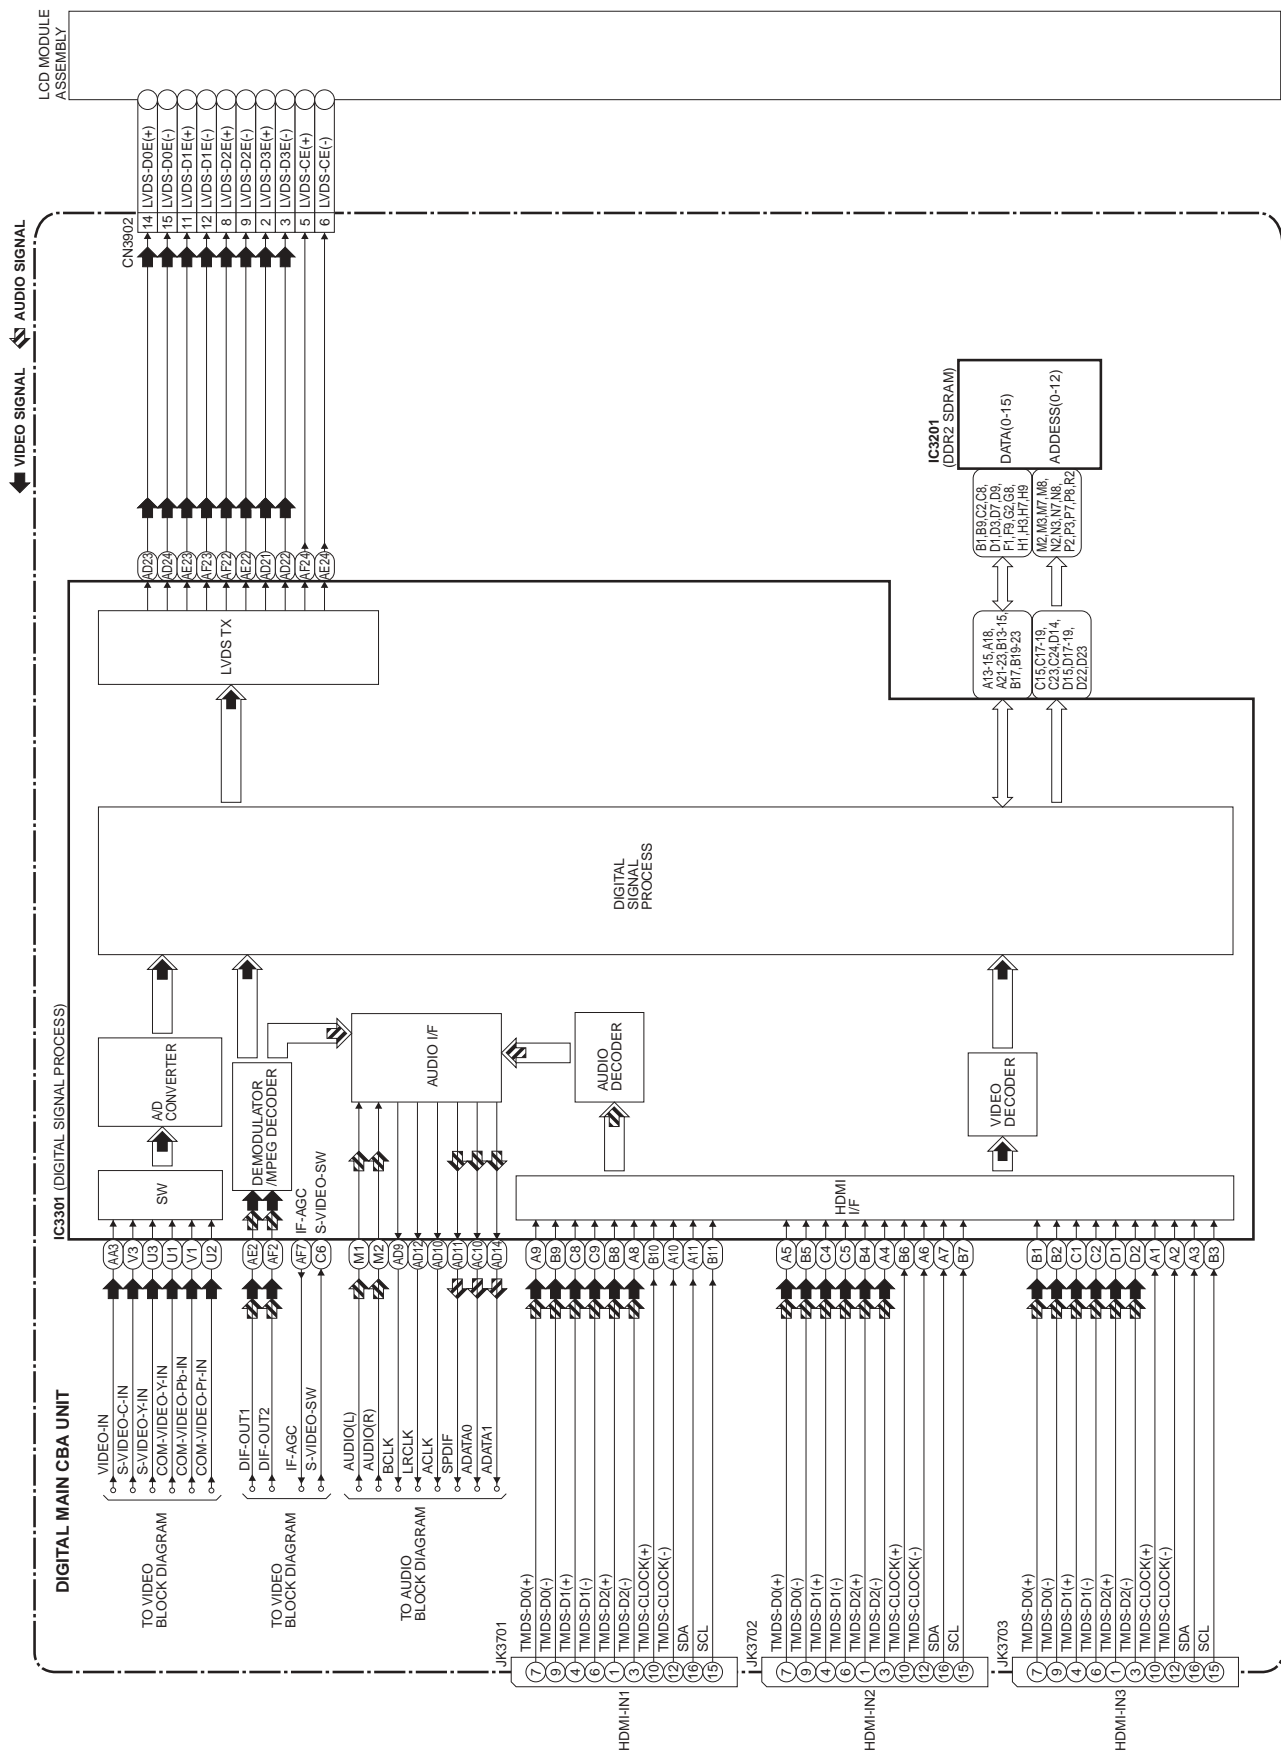 VIDEO SIGNAL
AUDIO SIGNAL
DIGITAL MAIN CBA UNIT
IC3301 (DIGITAL SIGNAL PROCESS)
TO VIDEO
BLOCK DIAGRAM
VIDEO-IN
AA3
S-VIDEO-C-IN
V3
S-VIDEO-Y-IN
U3
COM-VIDEO-Y-IN
U1
COM-VIDEO-Pb-IN
V1
COM-VIDEO-Pr-IN
U2
SW
A/D
CONVERTER
TO VIDEO
BLOCK DIAGRAM
DIF-OUT1
AE2
DIF-OUT2
AF2
IF-AGC
AF7
IF-AGC
S-VIDEO-SW
C6
S-VIDEO-SW
DEMODULATOR
/MPEG DECODER
TO AUDIO
BLOCK DIAGRAM
AUDIO(L)
M1
AUDIO(R)
M2
BCLK
AD9
LRCLK
AD12
ACLK
AD10
SPDIF
AD11
ADATA0
AC10
ADATA1
AD14
AUDIO I/F
AUDIO
DECODER
JK3701
HDMI-IN1
7 TMDS-D0(+) A9
9 TMDS-D0(-) B9
4 TMDS-D1(+) C8
6 TMDS-D1(-) C9
1 TMDS-D2(+) B8
3 TMDS-D2(-) A8
10 TMDS-CLOCK(+) B10
12 TMDS-CLOCK(-) A10
16 SDA A11
15 SCL B11
JK3702
HDMI-IN2
7 TMDS-D0(+) A5
9 TMDS-D0(-) B5
4 TMDS-D1(+) C4
6 TMDS-D1(-) C5
1 TMDS-D2(+) B4
3 TMDS-D2(-) A4
10 TMDS-CLOCK(+) B6
12 TMDS-CLOCK(-) A6
16 SDA A7
15 SCL B7
JK3703
HDMI-IN3
7 TMDS-D0(+) B1
9 TMDS-D0(-) B2
4 TMDS-D1(+) C1
6 TMDS-D1(-) C2
1 TMDS-D2(+) D1
3 TMDS-D2(-) D2
10 TMDS-CLOCK(+) A1
12 TMDS-CLOCK(-) A2
16 SDA A3
15 SCL B3
HDMI
I/F
VIDEO
DECODER
DIGITAL
SIGNAL
PROCESS
LVDS TX
CN3902
AD23 14 LVDS-D0E(+)
AD24 15 LVDS-D0E(-)
AE23 11 LVDS-D1E(+)
AF23 12 LVDS-D1E(-)
AF22 8 LVDS-D2E(+)
AE22 9 LVDS-D2E(-)
AD21 2 LVDS-D3E(+)
AD22 3 LVDS-D3E(-)
AF24 5 LVDS-CE(+)
AE24 6 LVDS-CE(-)
LCD MODULE
ASSEMBLY
A13-15,A18,
A21-23,B13-15,
B17,B19-23
C15,C17-19,
C23,C24,D14,
D15,D17-19,
D22,D23
B1,B9,C2,C8,
D1,D3,D7,D9,
F1,F9,G2,G8,
H1,H3,H7,H9
M2,M3,M7,M8,
N2,N3,N7,N8,
P2,P3,P7,P8,R2
IC3201
(DDR2 SDRAM)
DATA(0-15)
ADDESS(0-12)